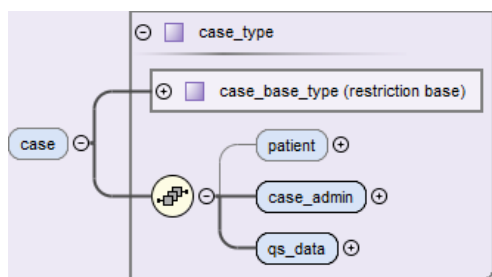 case_type
case_base_type (restriction base)
case
patient
case_admin
qs_data